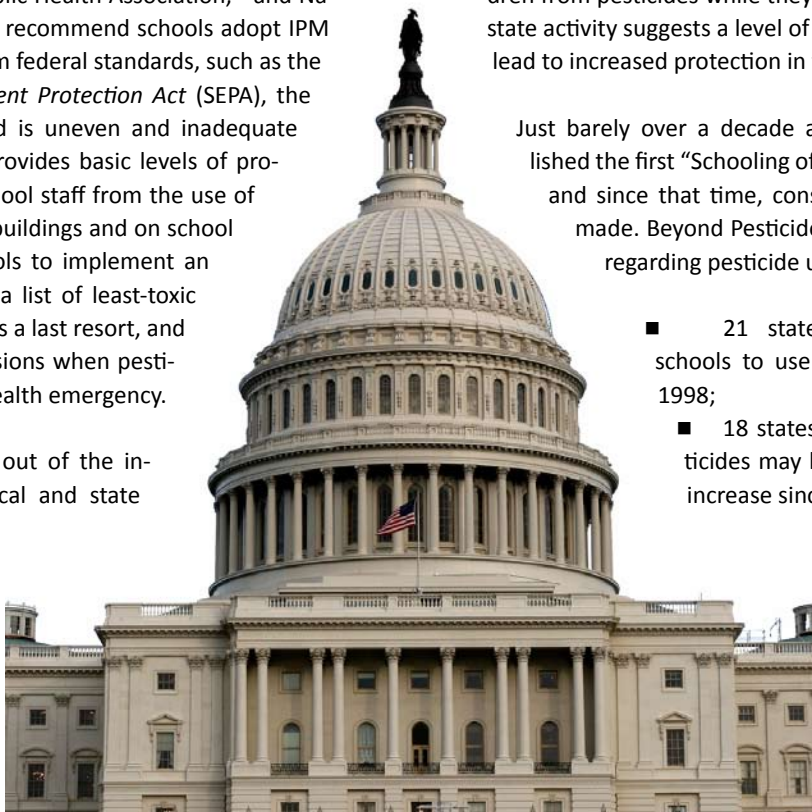 blic Health Association, and Na-
recommend schools adopt IPM
m federal standards, such as the
ent Protection Act (SEPA), the
d is uneven and inadequate
rovides basic levels of pro-
ool staff from the use of
buildings and on school
ols to implement an
a list of least-toxic
s a last resort, and
sions when pesti-
ealth emergency.
out of the in-
cal and state
dren from pesticides while they
state activity suggests a level of
lead to increased protection in
Just barely over a decade a
lished the first “Schooling of
and since that time, cons
made. Beyond Pesticide
regarding pesticide u
■ 21 state
schools to use
1998;
■ 18 states
ticides may b
increase sinc